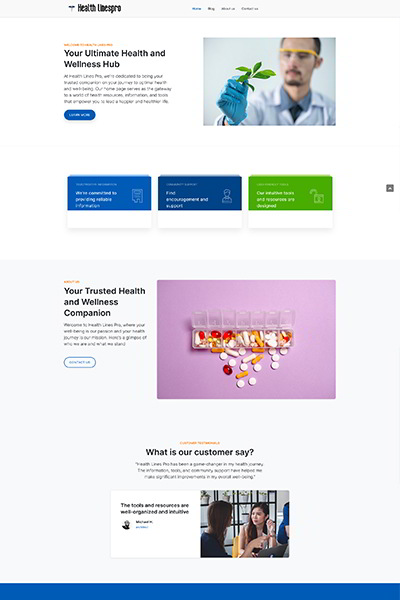 Health Linespro
Home Blog About us Contact us
WELCOME TO HEALTH LINES PRO
Your Ultimate Health and
Wellness Hub
At Health Lines Pro, we're dedicated to being your
trusted companion on your journey to optimal health
and well-being. Our home page serves as the gateway
to a world of health resources, information, and tools
that empower you to lead a happier and healthier life.
LEARN MORE
We're committed to
providing reliable
information
COMMUNITY SUPPORT
Find
encouragement and
support
Our intuitive tools
and resources are
designed
ABOUT US
Your Trusted Health
and Wellness
Companion
Welcome to Health Lines Pro, where your
well-being is our passion and your health
journey is our mission. Here's a glimpse of
who we are and what we stand
CONTACT US
CUSTOMER TESTIMONIALS
What is our customer say?
"Health Lines Pro has been a game-changer in my health journey.
The information, tools, and community support have helped me
make significant improvements in my overall well-being."
The tools and resources are
well-organized and intuitive
Michael H.